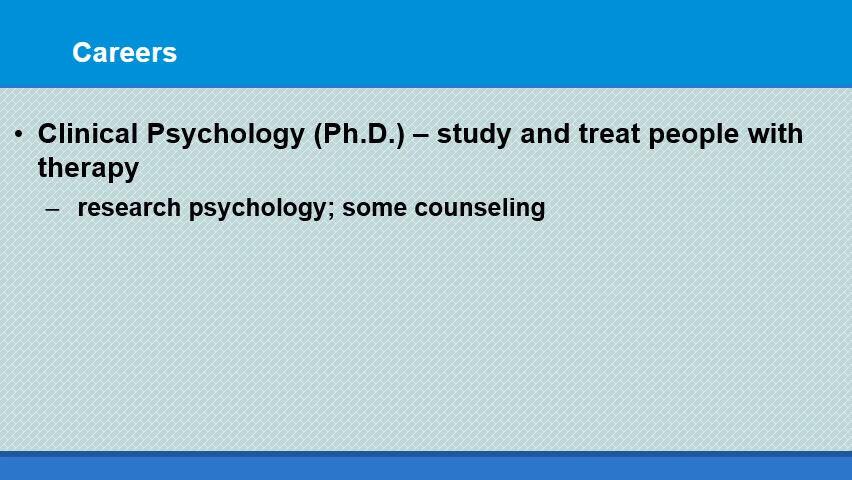 Careers
• Clinical Psychology (Ph.D.) – study and treat people with
therapy
– research psychology; some counseling